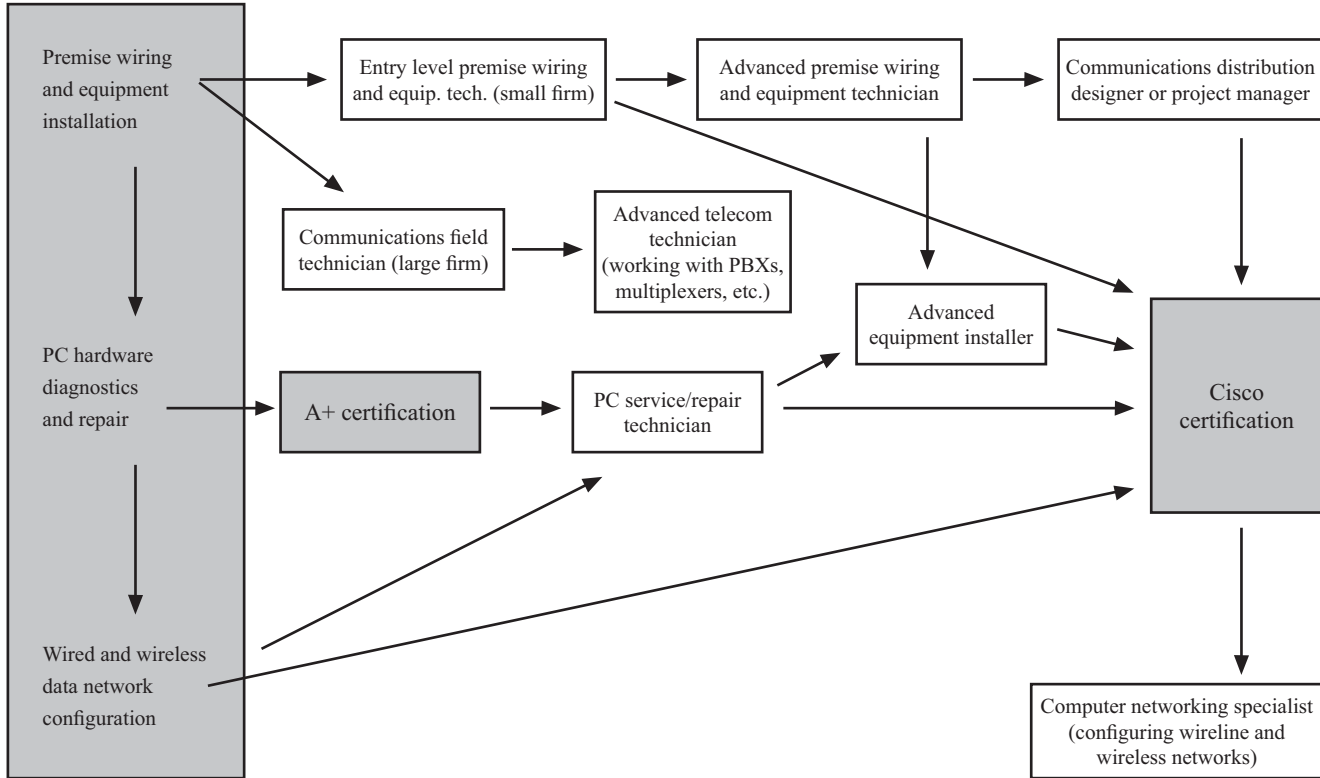 Premise wiring
and equipment
installation
Entry level premise wiring
and equip. tech. (small firm)
Advanced premise wiring
and equipment technician
Communications distribution
designer or project manager
Communications field
technician (large firm)
Advanced telecom
technician
(working with PBXs,
multiplexers, etc.)
Advanced
equipment installer
PC hardware
diagnostics
and repair
A+ certification
PC service/repair
technician
Cisco
certification
Wired and wireless
data network
configuration
Computer networking specialist
(configuring wireline and
wireless networks)